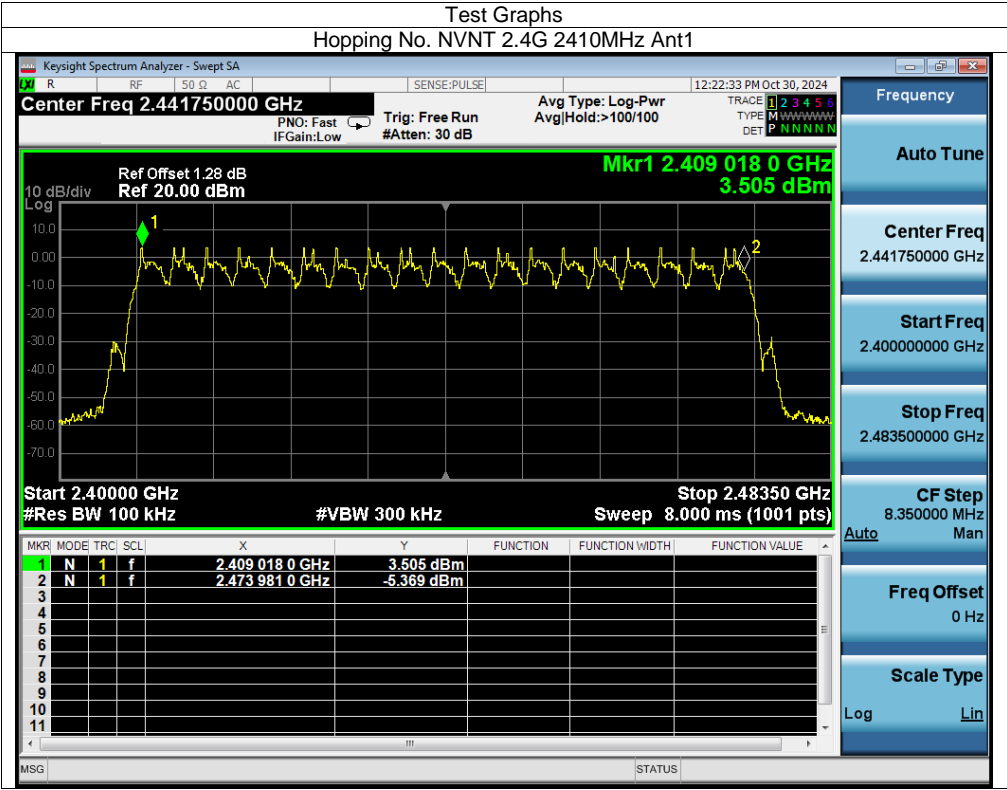 Test Graphs
Hopping No. NVNT 2.4G 2410MHz Ant1
Keysight Spectrum Analyzer - Swept SA
LXI R RF 50 Ω AC SENSE:PULSE 12:22:33 PM Oct 30, 2024
Center Freq 2.441750000 GHz
PNO: Fast
IFGain:Low
Trig: Free Run
#Atten: 30 dB
Avg Type: Log-Pwr
Avg|Hold:>100/100
TRACE 1 2 3 4 5 6
TYPE M WWWWW
DET P N N N N N
Mkr1 2.409 018 0 GHz
3.505 dBm
Ref Offset 1.28 dB
10 dB/div Ref 20.00 dBm
Log
10.0
0.00
-10.0
-20.0
-30.0
-40.0
-50.0
-60.0
-70.0
1
2
Start 2.40000 GHz Stop 2.48350 GHz
#Res BW 100 kHz #VBW 300 kHz Sweep 8.000 ms (1001 pts)
MKR MODE TRC SCL X Y FUNCTION FUNCTION WIDTH FUNCTION VALUE
1 N 1 f 2.409 018 0 GHz 3.505 dBm
2 N 1 f 2.473 981 0 GHz -5.369 dBm
3
4
5
6
7
8
9
10
11
MSG STATUS
Frequency
Auto Tune
Center Freq
2.441750000 GHz
Start Freq
2.400000000 GHz
Stop Freq
2.483500000 GHz
CF Step
8.350000 MHz
Auto Man
Freq Offset
0 Hz
Scale Type
Log Lin